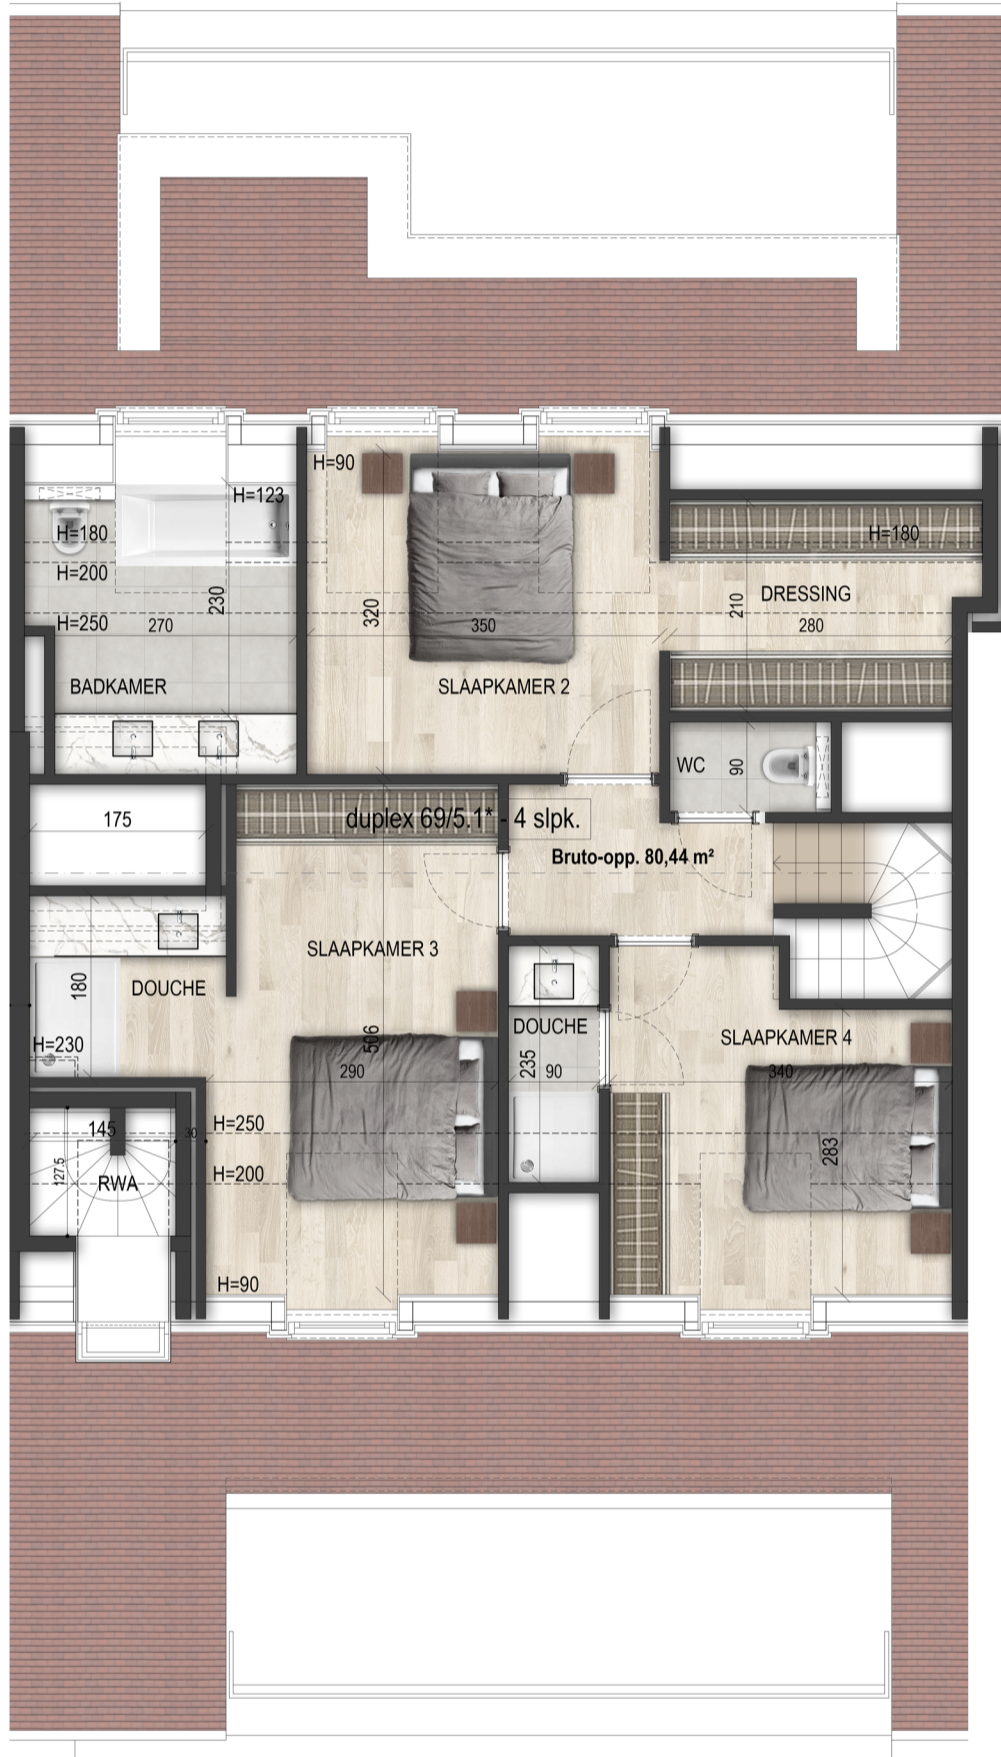 H=90
H=123
H=180
H=180
H=200
230
320
210
DRESSING
H=250
270
350
280
BADKAMER
SLAAPKAMER 2
WC
90
175
duplex 69/5.1* - 4 slpk.
Bruto-opp. 80,44 m²
SLAAPKAMER 3
180
DOUCHE
DOUCHE
SLAAPKAMER 4
H=230
506
290
235
90
340
H=250
145
30
283
127.5
RWA
H=200
H=90